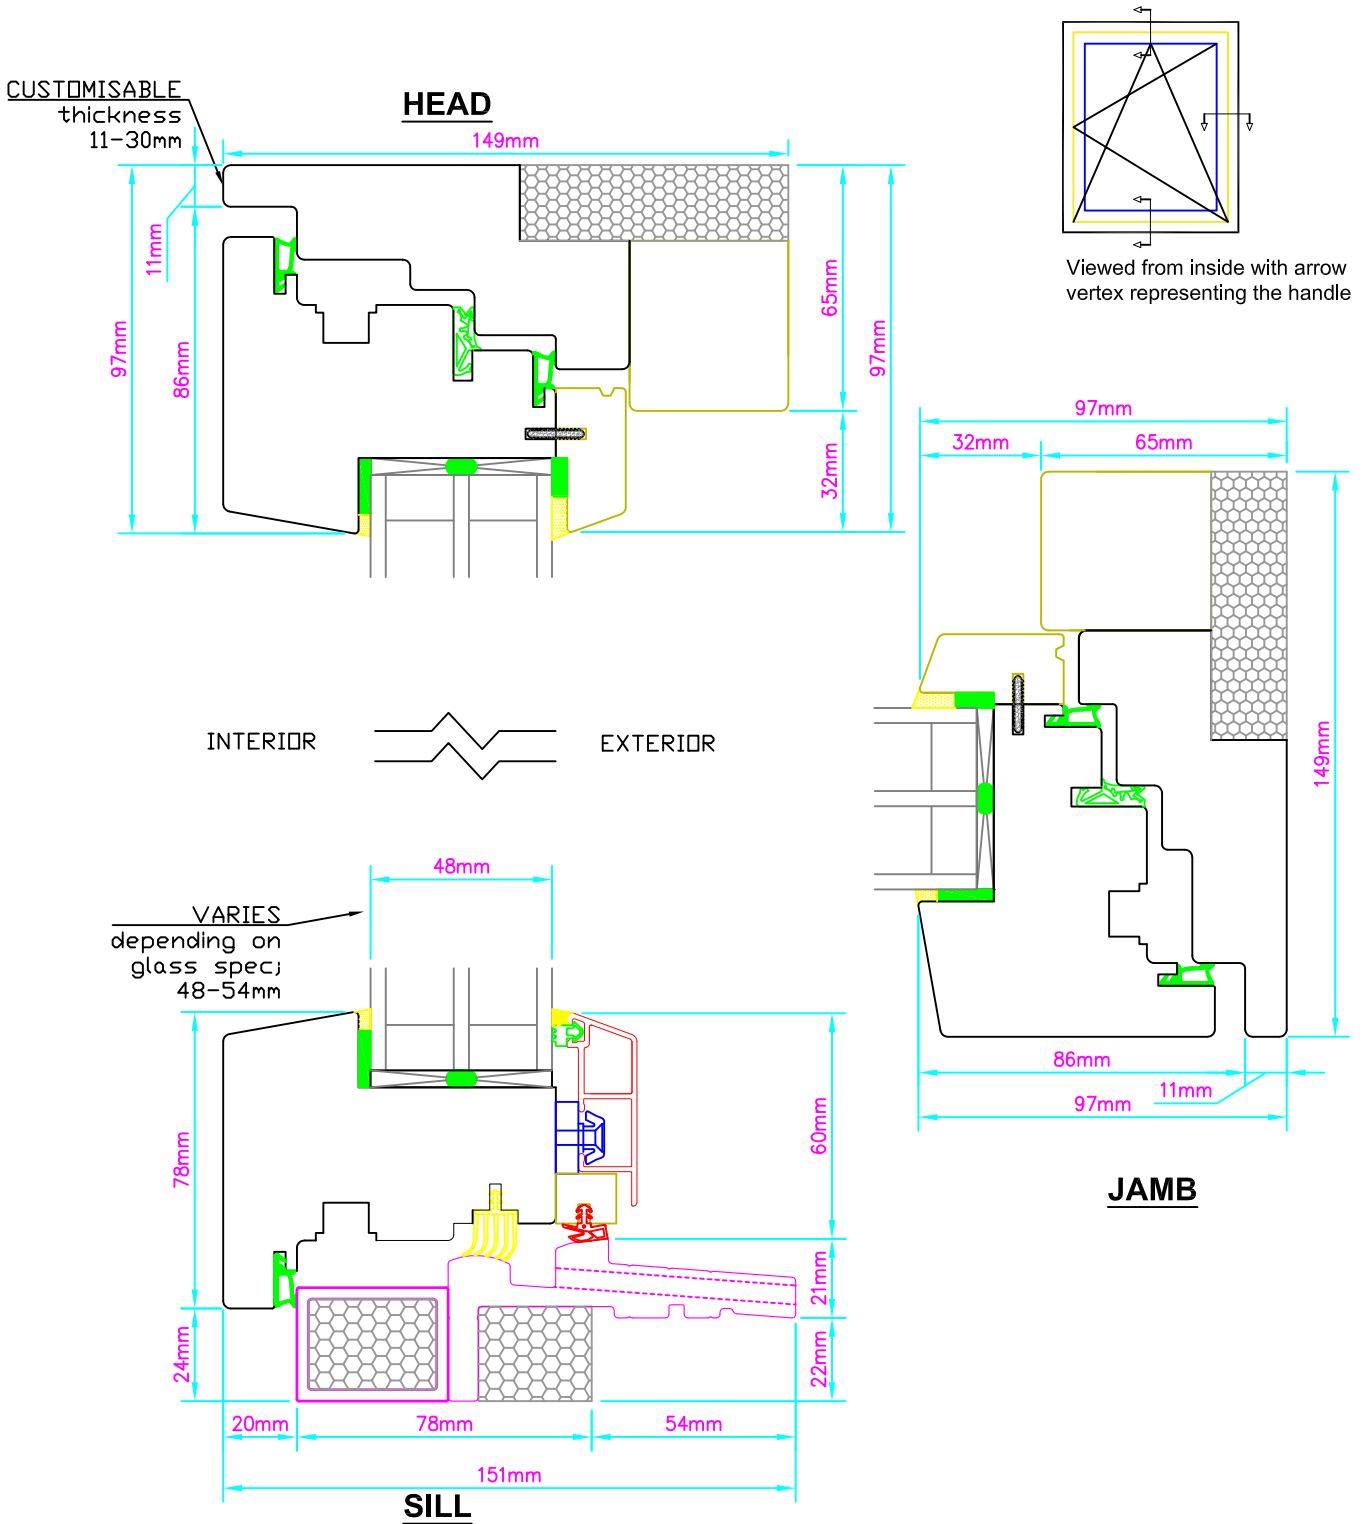 CUSTOMISABLE
thickness
11-30mm
HEAD
149mm
11mm
97mm
86mm
65mm
97mm
32mm
Viewed from inside with arrow
vertex representing the handle
97mm
32mm
65mm
149mm
86mm
11mm
97mm
JAMB
INTERIOR
EXTERIOR
48mm
VARIES
depending on
glass spec;
48-54mm
78mm
60mm
21mm
24mm
22mm
20mm
78mm
54mm
151mm
SILL